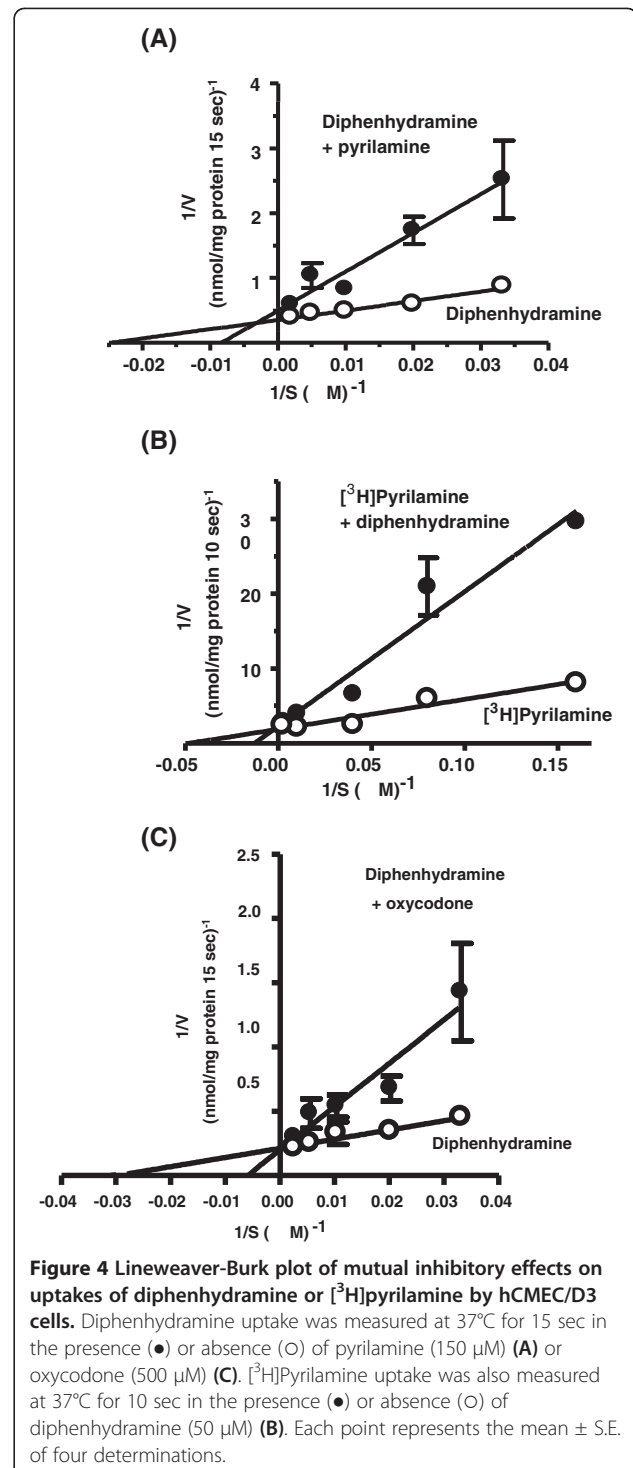 (A)
4
3
2
1
1/V
(nmol/mg protein 15 sec)-1
Diphenhydramine
+ pyrilamine
Diphenhydramine
-0.02 -0.01 0.00 0.01 0.02 0.03 0.04
1/S ( M)-1
(B)
3
0
20
10
1/V
(nmol/mg protein 10 sec)-1
[3H]Pyrilamine
+ diphenhydramine
[3H]Pyrilamine
-0.05 0.00 0.05 0.10 0.15
1/S ( M)-1
(C)
2.5
2.0
1.5
1.0
0.5
1/V
(nmol/mg protein 15 sec)-1
Diphenhydramine
+ oxycodone
Diphenhydramine
-0.04 -0.03 -0.02 -0.01 0.00 0.01 0.02 0.03 0.04
1/S ( M)-1
Figure 4 Lineweaver-Burk plot of mutual inhibitory effects on
uptakes of diphenhydramine or [3H]pyrilamine by hCMEC/D3
cells. Diphenhydramine uptake was measured at 37°C for 15 sec in
the presence (●) or absence (○) of pyrilamine (150 μM) (A) or
oxycodone (500 μM) (C). [3H]Pyrilamine uptake was also measured
at 37°C for 10 sec in the presence (●) or absence (○) of
diphenhydramine (50 μM) (B). Each point represents the mean ± S.E.
of four determinations.